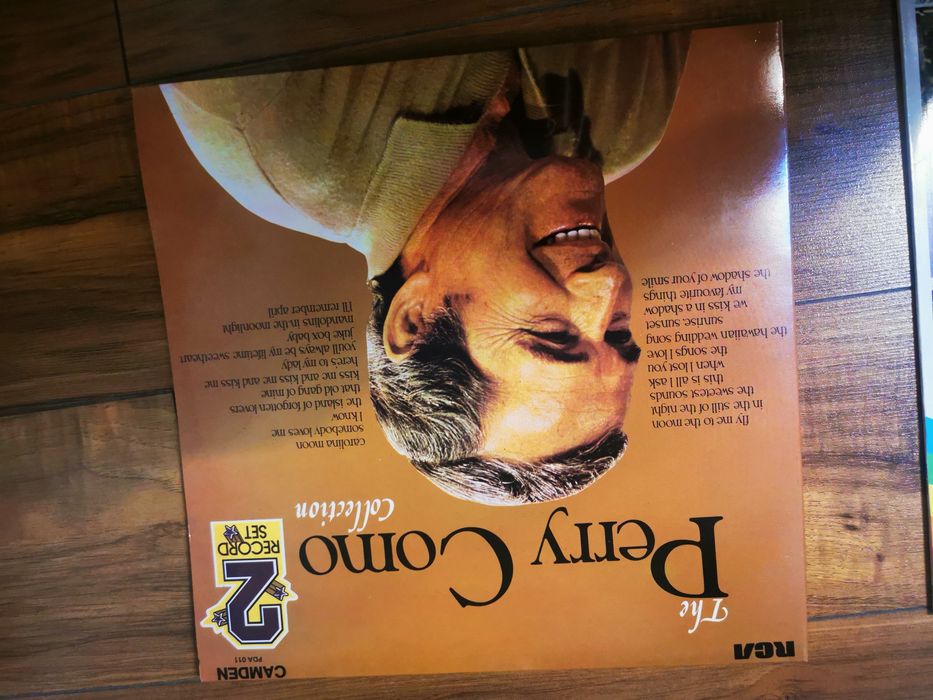 RCA
CAMDEN
PDA 011
The
Perry Como
Collection
2
RECORD
SET
fly me to the moon
in the still of the night
the sweetest sounds
this is all i ask
when I lost you
the songs I love
the hawaiian wedding song
sunrise, sunset
we kiss in a shadow
my favourite things
the shadow of your smile
carolina moon
somebody loves me
I know
the island of forgotten lovers
that old gang of mine
kiss me and kiss me and kiss me
here's to my lady
you'll always be my lifetime sweetheart
juke box baby
mandolins in the moonlight
I'll remember april